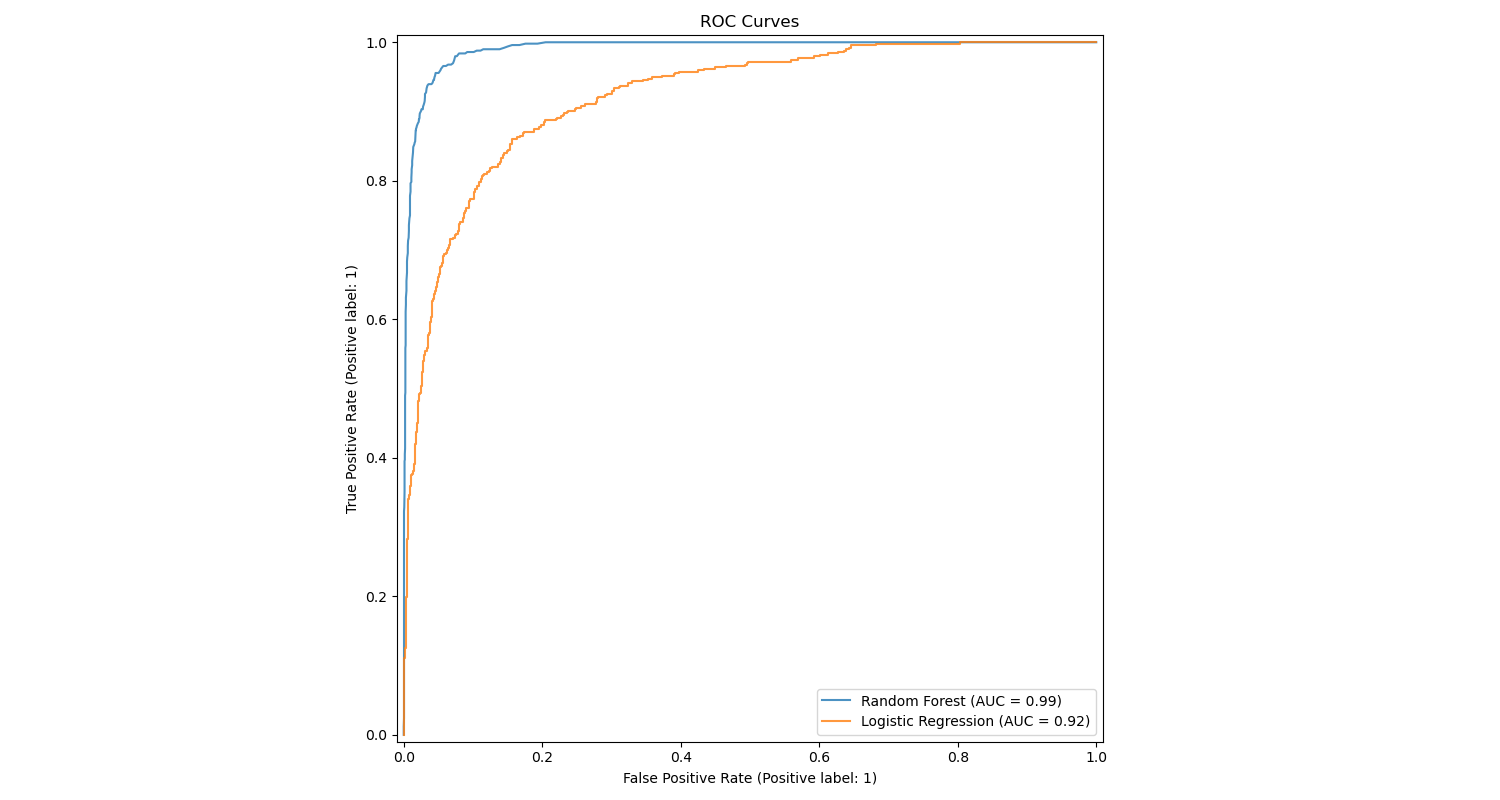 ROC Curves
True Positive Rate (Positive label: 1)
1.0
0.8
0.6
0.4
0.2
0.0
Random Forest (AUC = 0.99)
Logistic Regression (AUC = 0.92)
0.0 0.2 0.4 0.6 0.8 1.0
False Positive Rate (Positive label: 1)